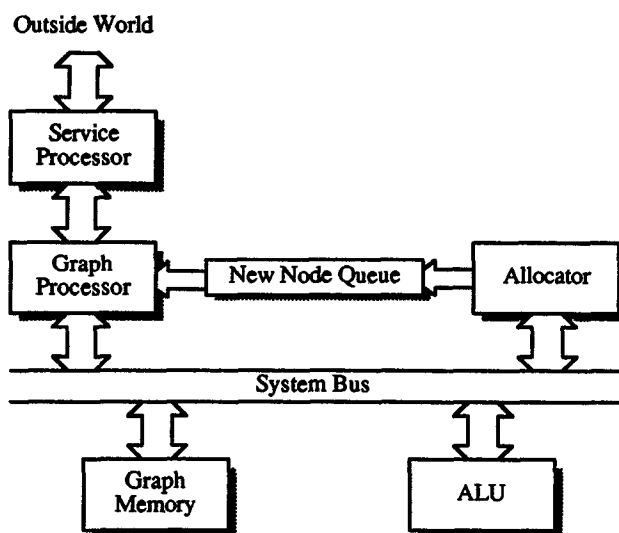 Outside World
Service
Processor
Graph
Processor
New Node Queue
Allocator
System Bus
Graph
Memory
ALU